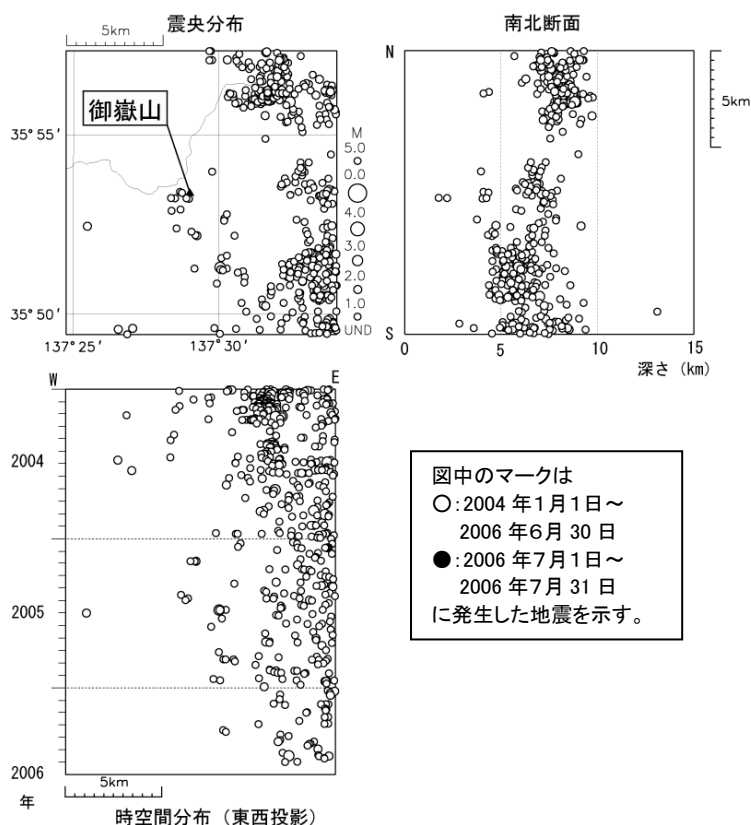 震央分布
5km
御嶽山
35°55′
35°50′
137°25′
137°30′
M
5.0
0.0
4.0
3.0
2.0
1.0
UND
南北断面
N
S
5km
0
5
10
15
深さ (km)
W
E
2004
2005
2006
年
5km
時空間分布 (東西投影)
図中のマークは
○:2004 年1月1日～
2006 年6月 30 日
●:2006 年7月1日～
2006 年7月 31 日
に発生した地震を示す。